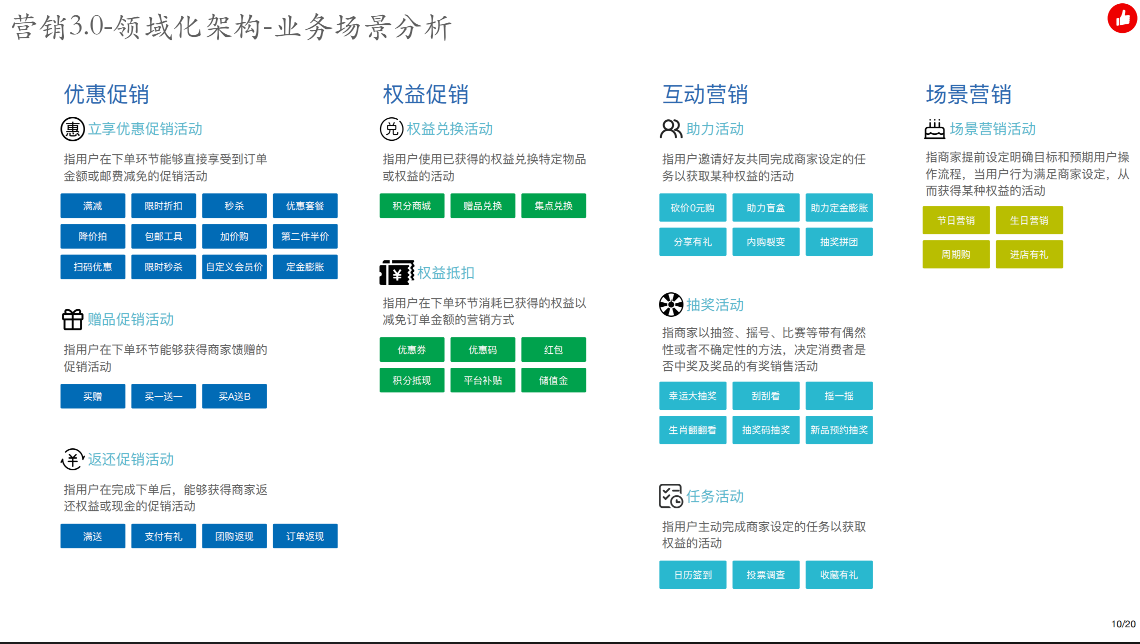 营销3.0-领域化架构-业务场景分析
优惠促销
惠 立享优惠促销活动
指用户在下单环节能够直接享受到订单
金额或邮费减免的促销活动
满减 限时折扣 秒杀 优惠套餐
降价拍 包邮工具 加价购 第二件半价
扫码优惠 限时秒杀 自定义会员价 定金膨胀
赠品促销活动
指用户在下单环节能够获得商家馈赠的
促销活动
买赠 买一送一 买A送B
返还促销活动
指用户在完成下单后，能够获得商家返
还权益或现金的促销活动
满送 支付有礼 团购返现 订单返现
权益促销
兑 权益兑换活动
指用户使用已获得的权益兑换特定物品
或权益的活动
积分商城 赠品兑换 集点兑换
权益抵扣
指用户在下单环节消耗已获得的权益以
减免订单金额的营销方式
优惠券 优惠码 红包
积分抵现 平台补贴 储值金
互动营销
助力活动
指用户邀请好友共同完成商家设定的任
务以获取某种权益的活动
砍价0元购 助力盲盒 助力定金膨胀
分享有礼 内购裂变 抽奖拼团
抽奖活动
指商家以抽签、摇号、比赛等带有偶然
性或者不确定性的方法，决定消费者是
否中奖及奖品的有奖销售活动
幸运大抽奖 刮刮看 摇一摇
生肖翻翻看 抽奖码抽奖 新品预约抽奖
任务活动
指用户主动完成商家设定的任务以获取
权益的活动
日历签到 投票调查 收藏有礼
场景营销
场景营销活动
指商家提前设定明确目标和预期用户操
作流程，当用户行为满足商家设定，从
而获得某种权益的活动
节日营销 生日营销
周期购 进店有礼
10/20